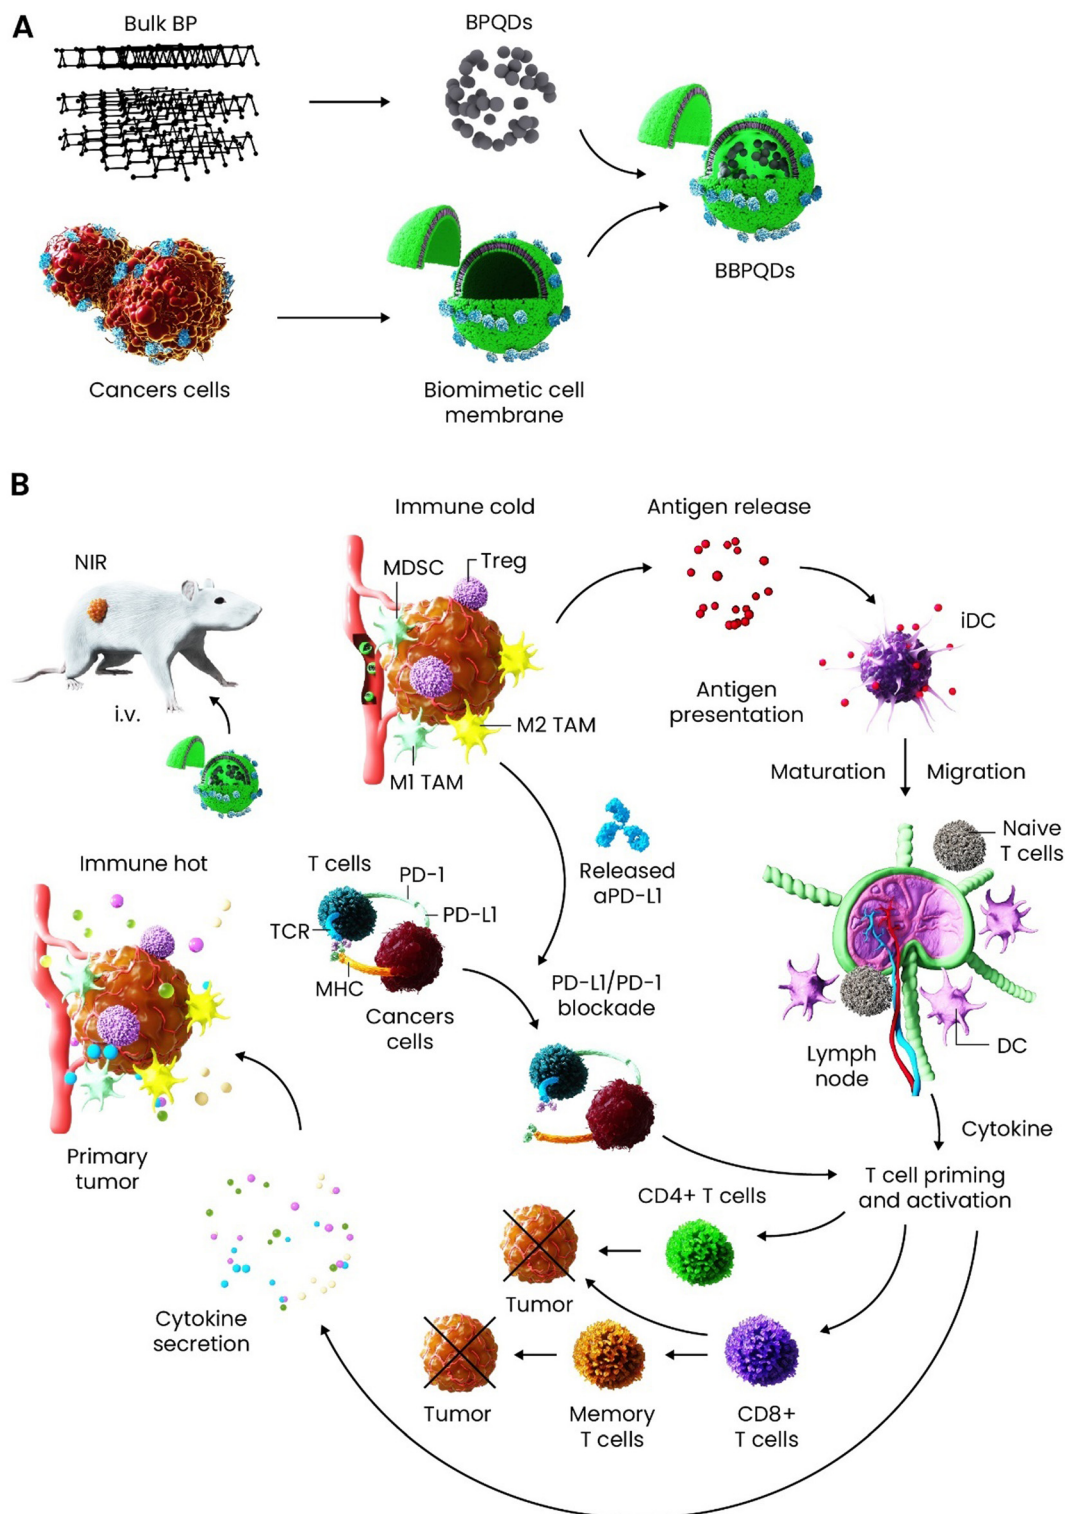 A
Bulk BP
BPQDs
BBPQDs
Cancers cells
Biomimetic cell
membrane
B
Immune cold
Antigen release
NIR
MDSC
Treg
iDC
i.v.
Antigen
presentation
M2 TAM
M1 TAM
Maturation
Migration
Naive
T cells
Immune hot
T cells
PD-1
Released
aPD-L1
PD-L1
TCR
MHC
PD-L1/PD-1
blockade
Cancers
cells
DC
Lymph
node
Cytokine
Primary
tumor
T cell priming
and activation
CD4+ T cells
Tumor
Cytokine
secretion
Tumor
Memory
T cells
CD8+
T cells